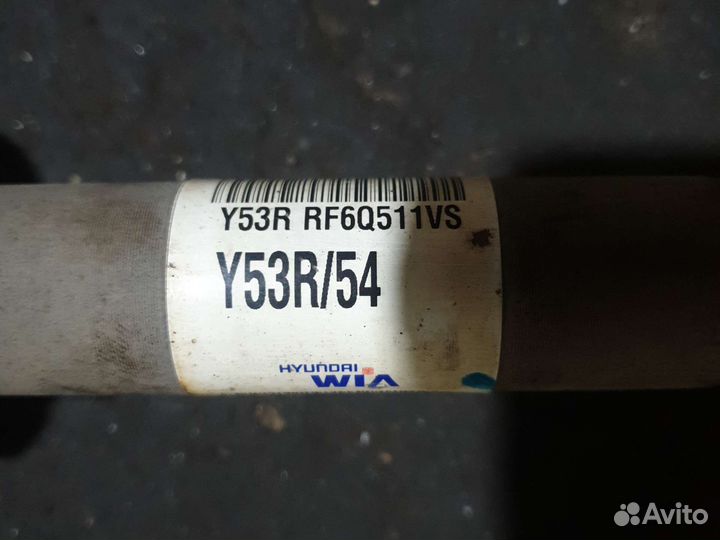 Y53R RF6Q511VS
Y53R/54
HYUNDAI
WIA
Avito